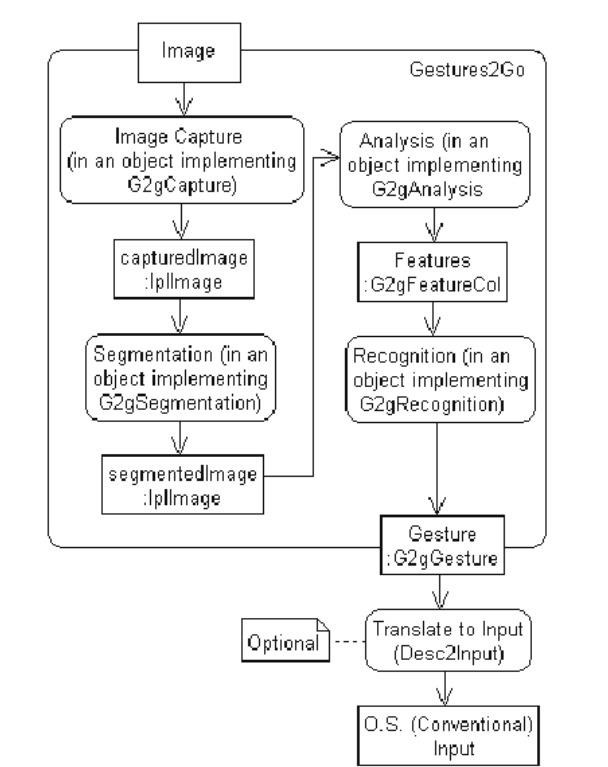 Image
Gestures2Go
Image Capture
(in an object implementing
G2gCapture)
capturedImage
:IplImage
Segmentation (in an
object implementing
G2gSegmentation)
segmentedImage
:IplImage
Analysis (in an
object implementing
G2gAnalysis
Features
:G2gFeatureCol
Recognition (in an
object implementing
G2gRecognition)
Gesture
:G2gGesture
Optional
Translate to Input
(Desc2Input)
O.S. (Conventional)
Input